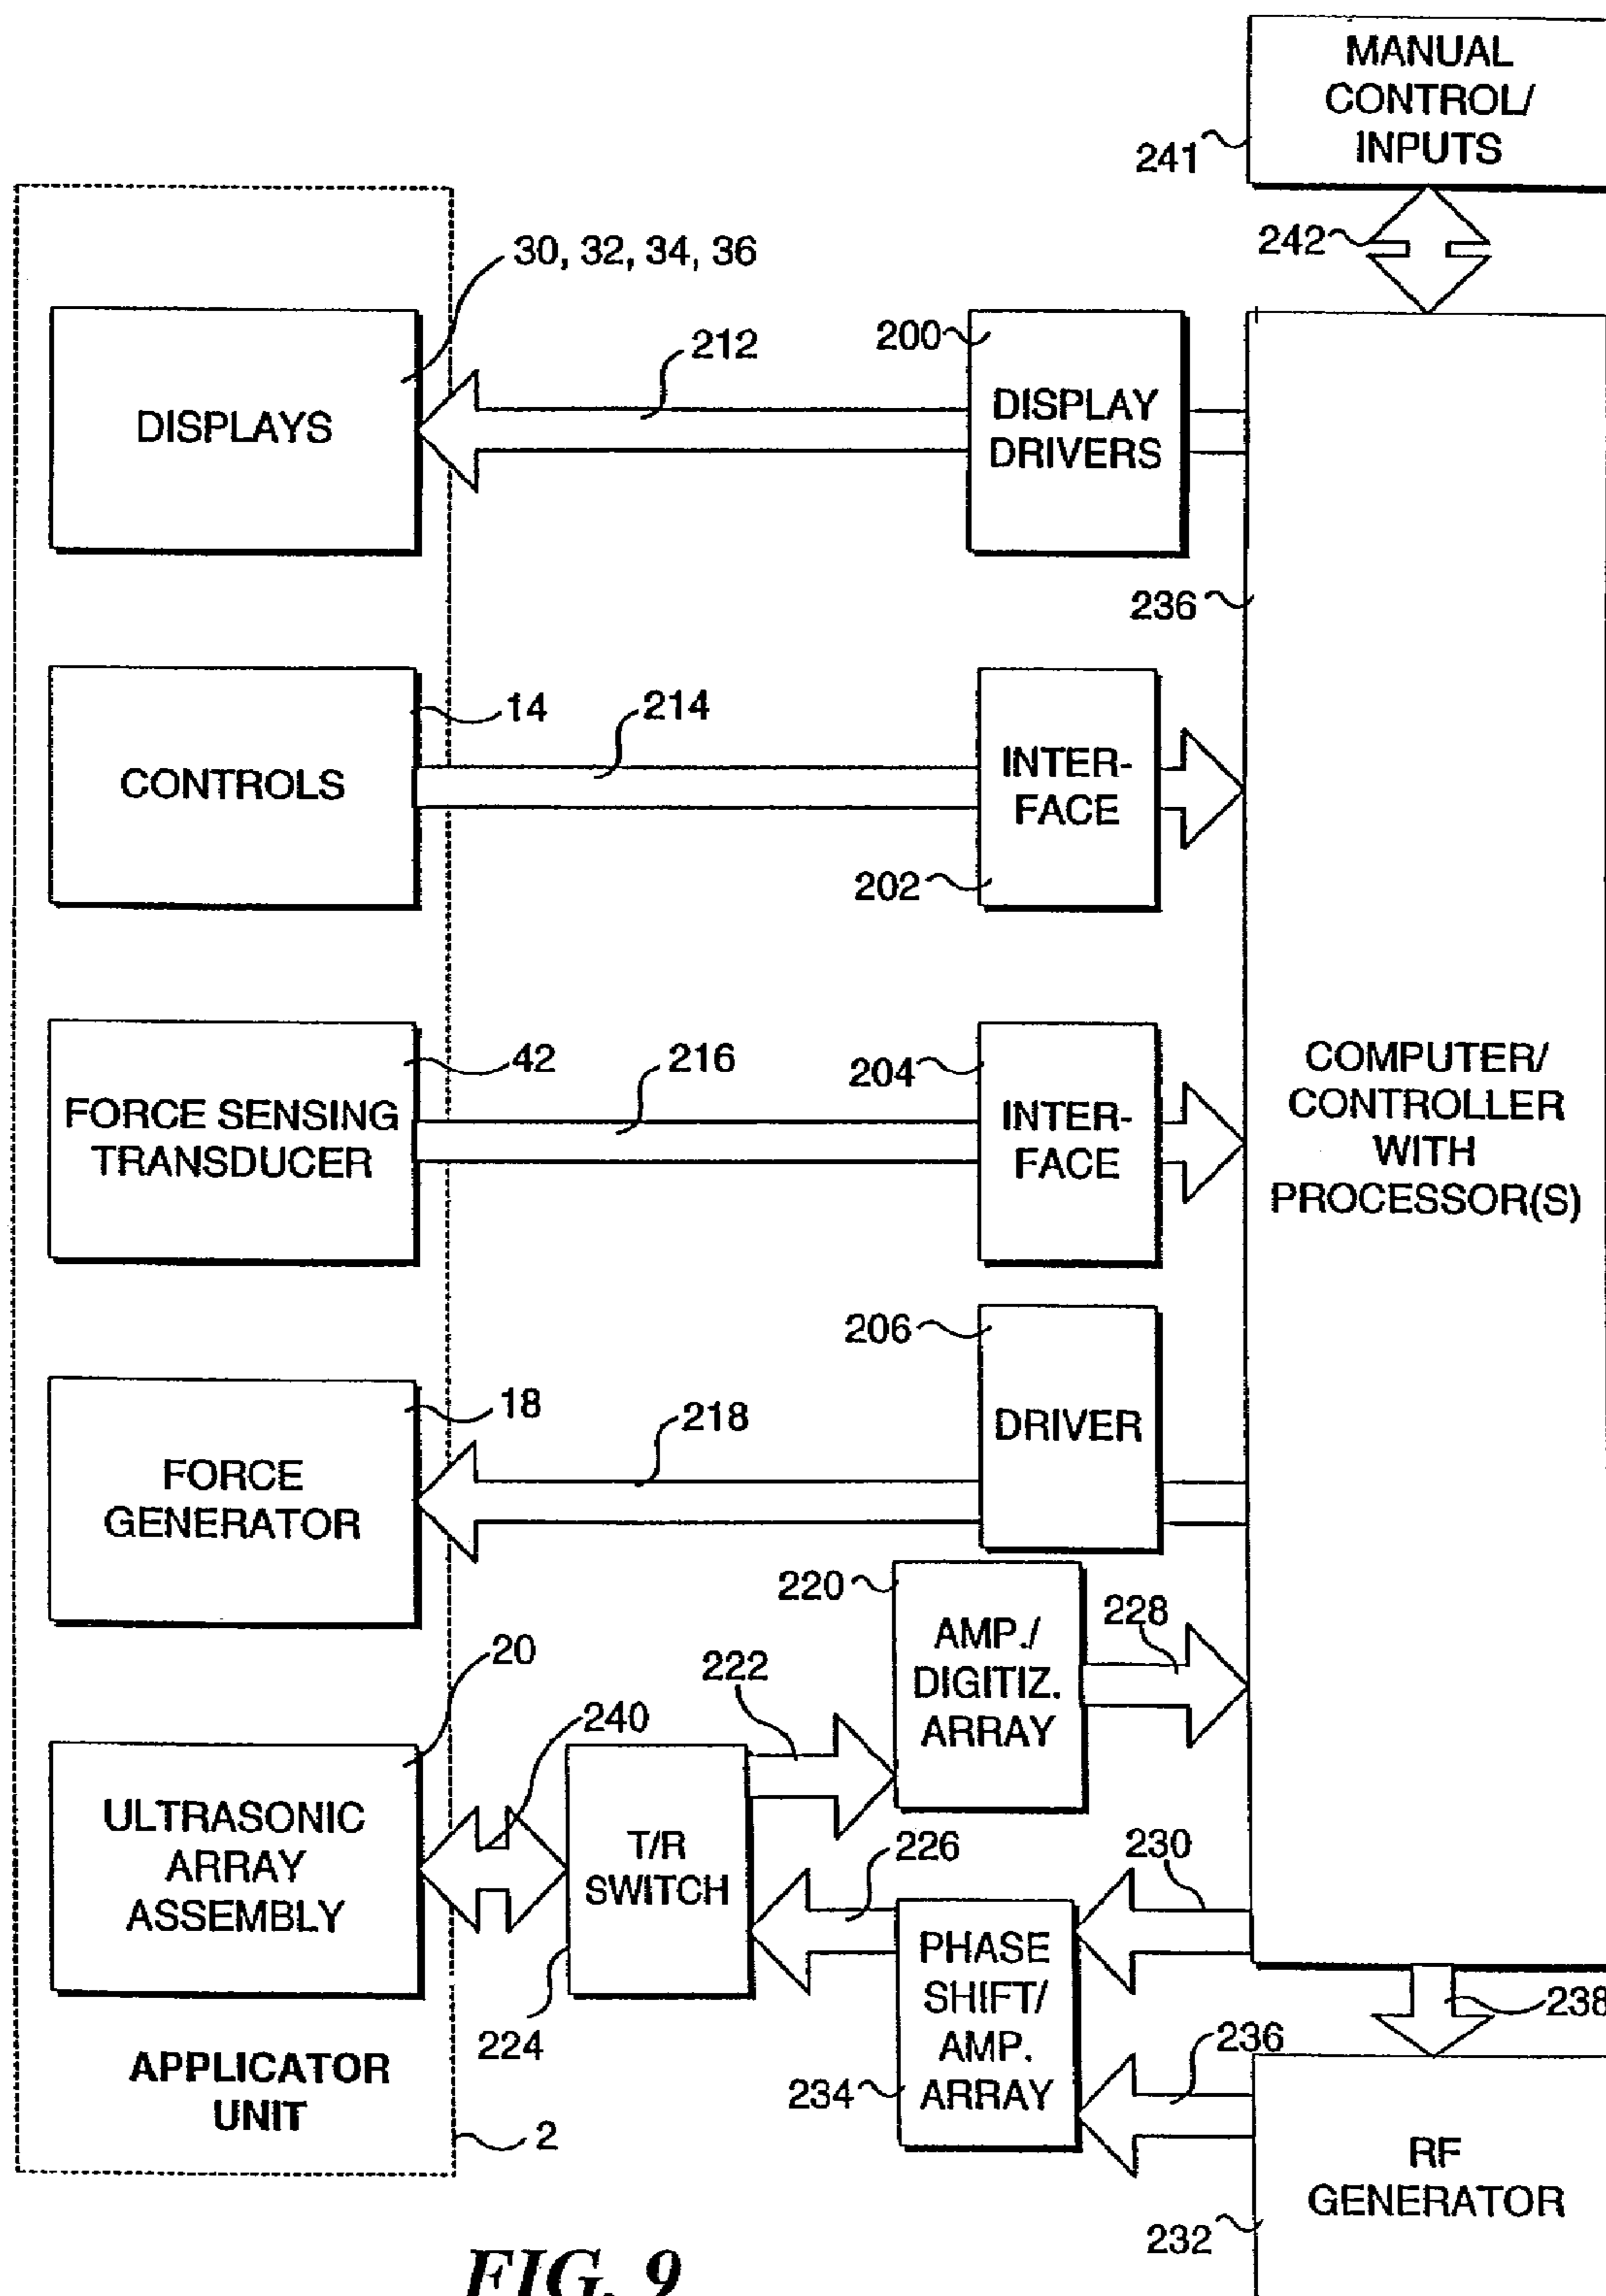 MANUAL
CONTROL/
INPUTS
241
242
30, 32, 34, 36
DISPLAYS
212
200
DISPLAY
DRIVERS
236
14
CONTROLS
214
INTER-
FACE
202
42
FORCE SENSING
TRANSDUCER
216
204
INTER-
FACE
COMPUTER/
CONTROLLER
WITH
PROCESSOR(S)
206
DRIVER
18
FORCE
GENERATOR
218
220
AMP./
DIGITIZ.
ARRAY
228
222
20
ULTRASONIC
ARRAY
ASSEMBLY
240
T/R
SWITCH
224
226
230
PHASE
SHIFT/
AMP.
ARRAY
234
238
236
RF
GENERATOR
232
APPLICATOR
UNIT
2
FIG. 9